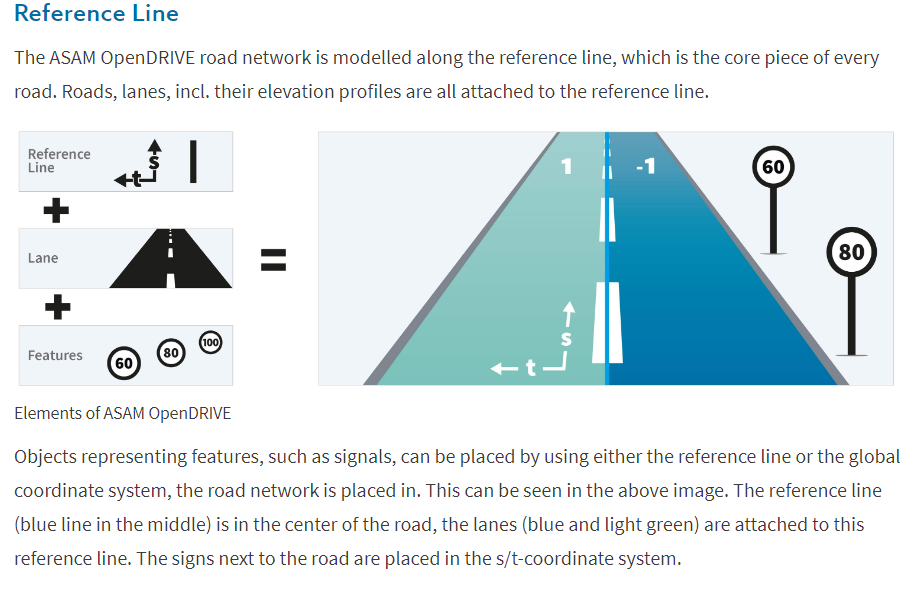 Reference Line
The ASAM OpenDRIVE road network is modelled along the reference line, which is the core piece of every
road. Roads, lanes, incl. their elevation profiles are all attached to the reference line.
Reference
Line
s
t
Lane
Features
60
80
100
1
-1
60
80
s
t
Elements of ASAM OpenDRIVE
Objects representing features, such as signals, can be placed by using either the reference line or the global
coordinate system, the road network is placed in. This can be seen in the above image. The reference line
(blue line in the middle) is in the center of the road, the lanes (blue and light green) are attached to this
reference line. The signs next to the road are placed in the s/t-coordinate system.